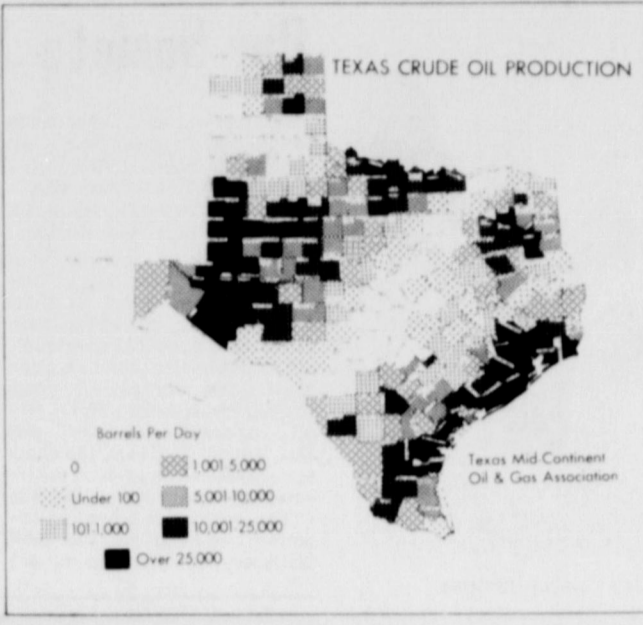 TEXAS CRUDE OIL PRODUCTION
Barrels Per Day
0
Under 100
101-1,000
1,001-5,000
5,001-10,000
10,001-25,000
Over 25,000
Texas Mid-Continent
Oil & Gas Association